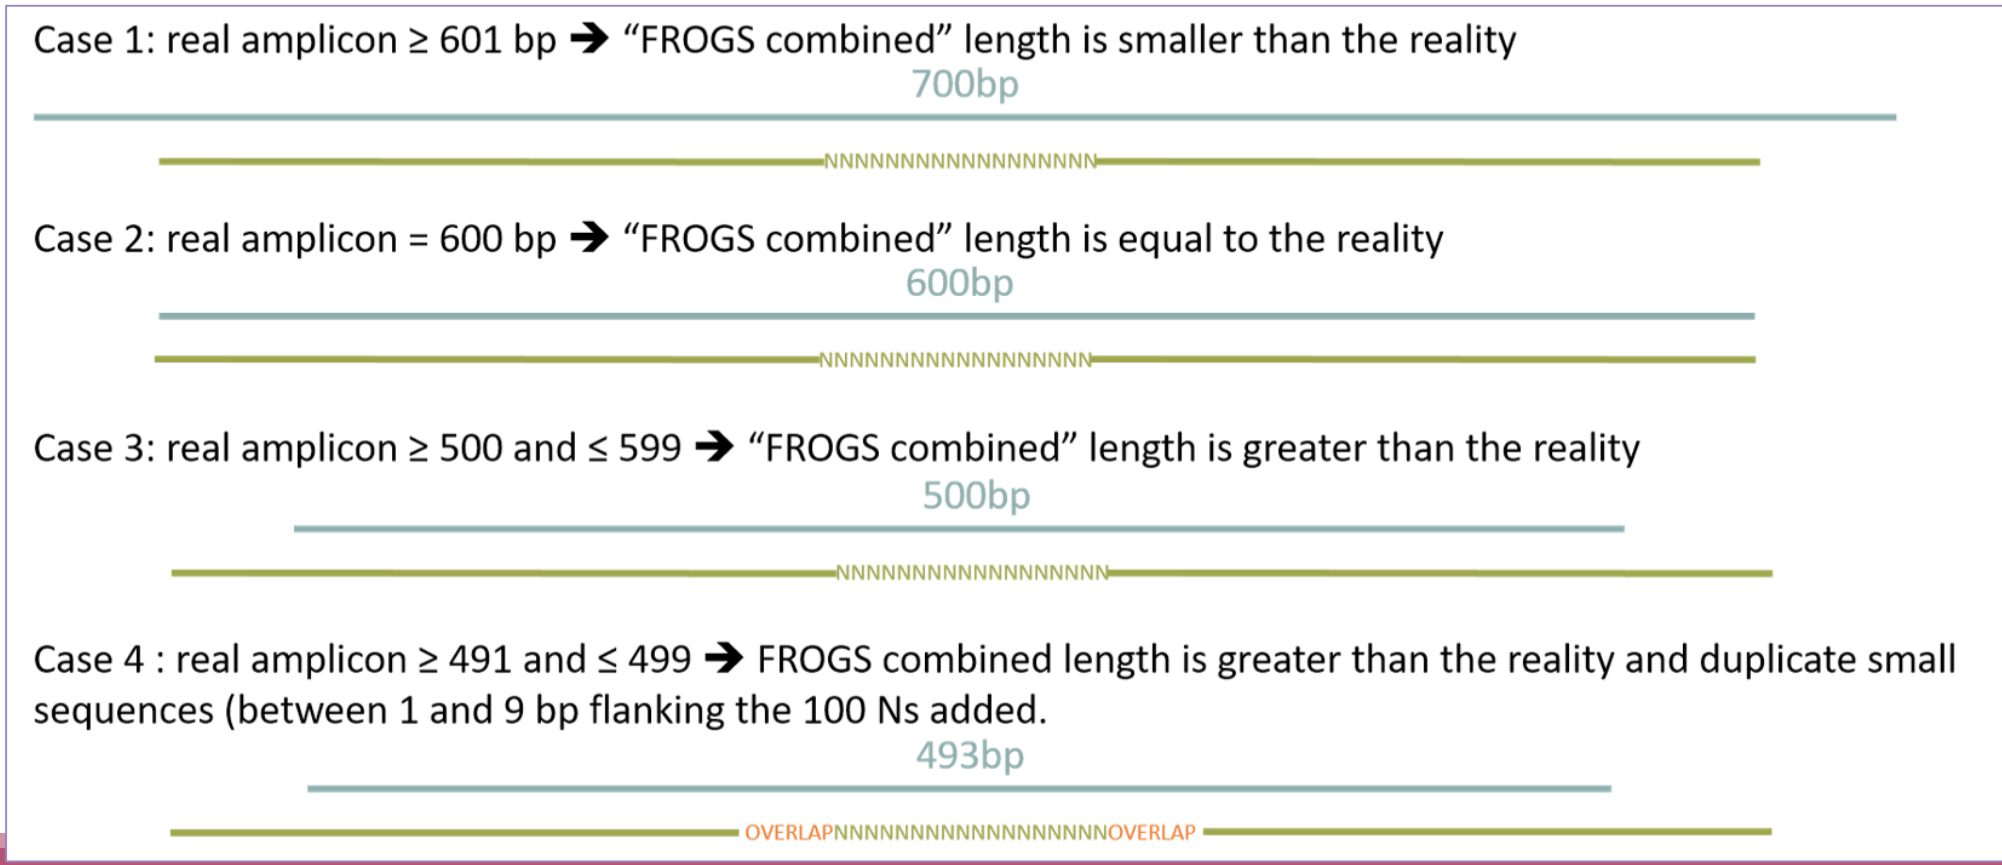 Case 1: real amplicon ≥ 601 bp ➔ “FROGS combined” length is smaller than the reality
700bp
NNNNNNNNNNNNNNNNNN
Case 2: real amplicon = 600 bp ➔ “FROGS combined” length is equal to the reality
600bp
NNNNNNNNNNNNNNNNNN
Case 3: real amplicon ≥ 500 and ≤ 599 ➔ “FROGS combined” length is greater than the reality
500bp
NNNNNNNNNNNNNNNNNN
Case 4 : real amplicon ≥ 491 and ≤ 499 ➔ FROGS combined length is greater than the reality and duplicate small
sequences (between 1 and 9 bp flanking the 100 Ns added.
493bp
OVERLAPNNNNNNNNNNNNNNNNNNOVERLAP